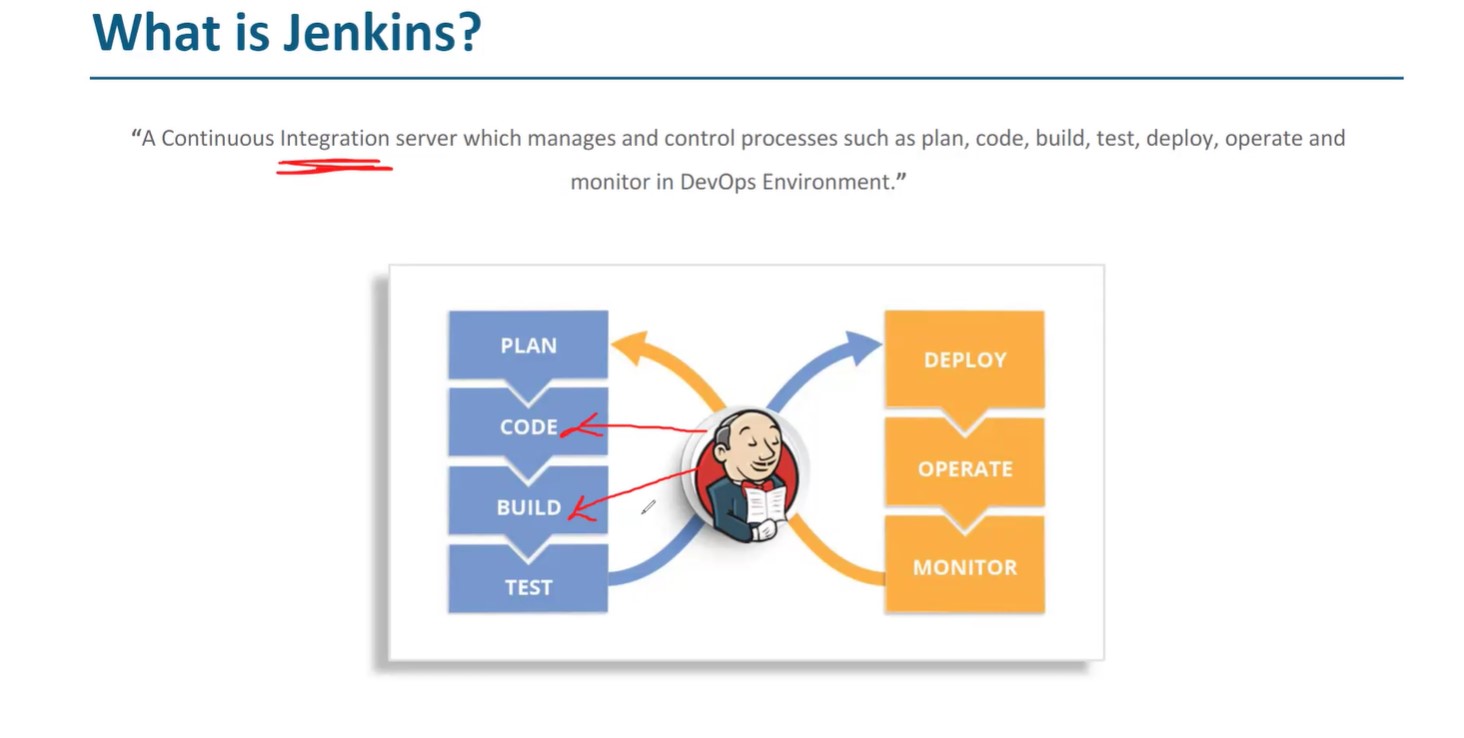 What is Jenkins?
“A Continuous Integration server which manages and control processes such as plan, code, build, test, deploy, operate and
monitor in DevOps Environment.”
PLAN
CODE
BUILD
TEST
DEPLOY
OPERATE
MONITOR